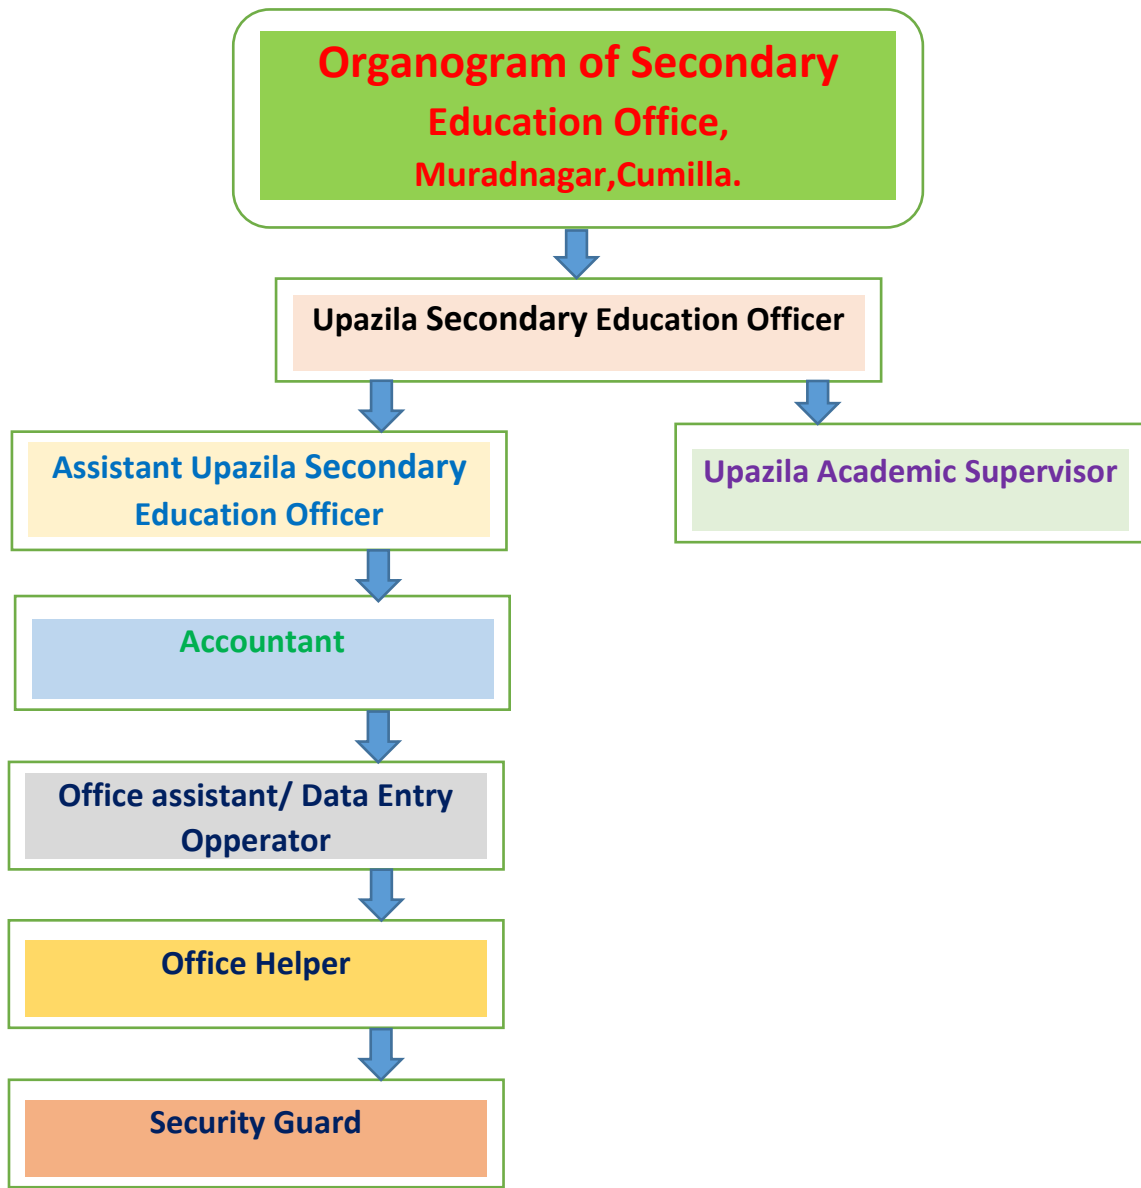 Organogram of Secondary
Education Office,
Muradnagar,Cumilla.
Upazila Secondary Education Officer
Assistant Upazila Secondary
Education Officer
Upazila Academic Supervisor
Accountant
Office assistant/ Data Entry
Opperator
Office Helper
Security Guard